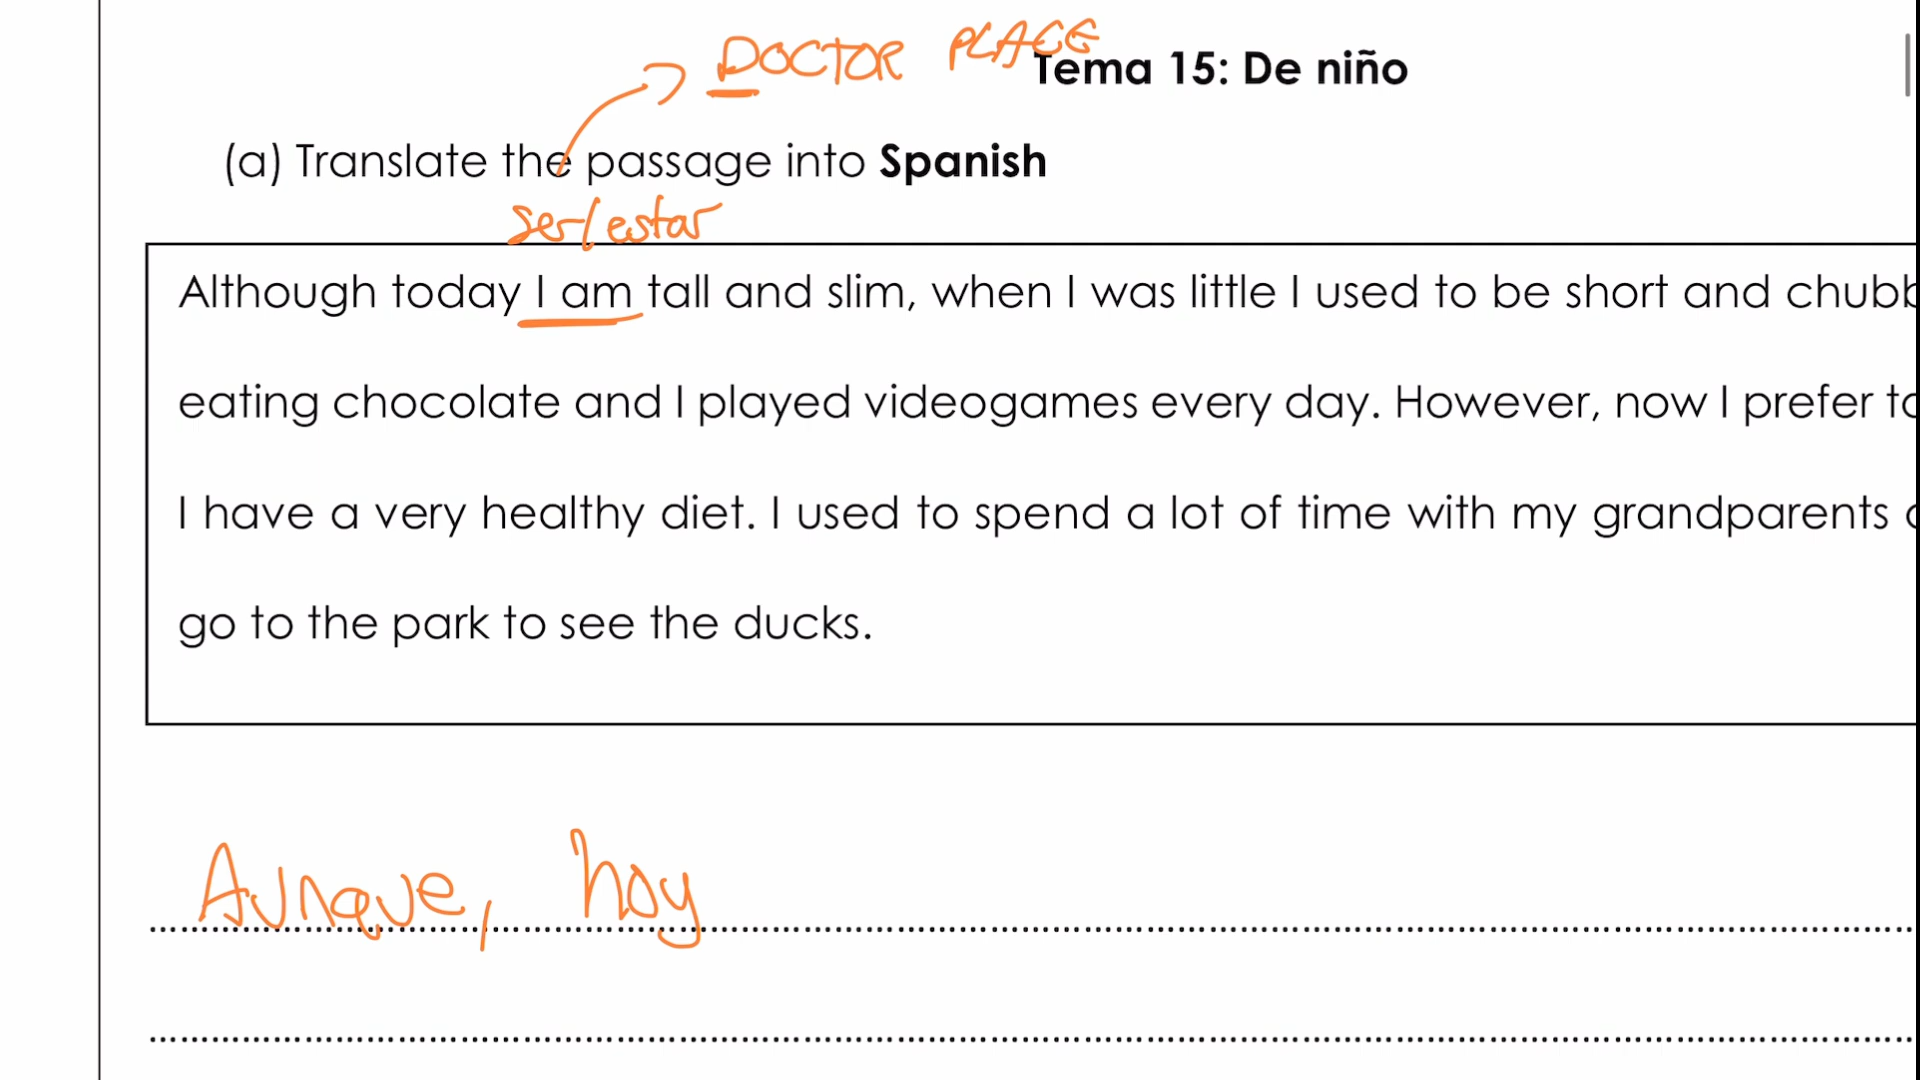 DOCTOR PLACE
Tema 15: De niño
(a) Translate the passage into Spanish
ser/estar
Although today I am tall and slim, when I was little I used to be short and chubb
eating chocolate and I played videogames every day. However, now I prefer to
I have a very healthy diet. I used to spend a lot of time with my grandparents
go to the park to see the ducks.
Aunque, hoy